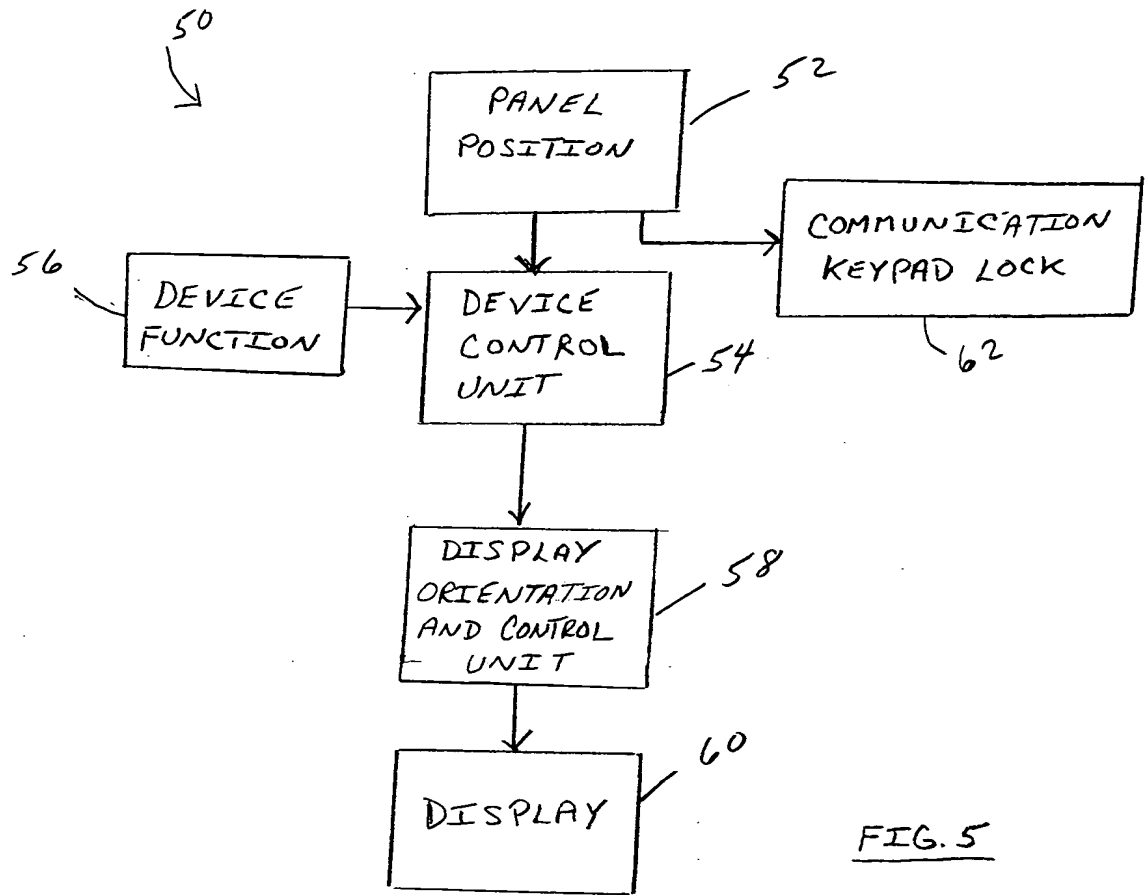 50
PANEL
POSITION
52
COMMUNICATION
KEYPAD LOCK
62
56
DEVICE
FUNCTION
DEVICE
CONTROL
UNIT
54
DISPLAY
ORIENTATION
AND CONTROL
UNIT
58
DISPLAY
60
FIG. 5